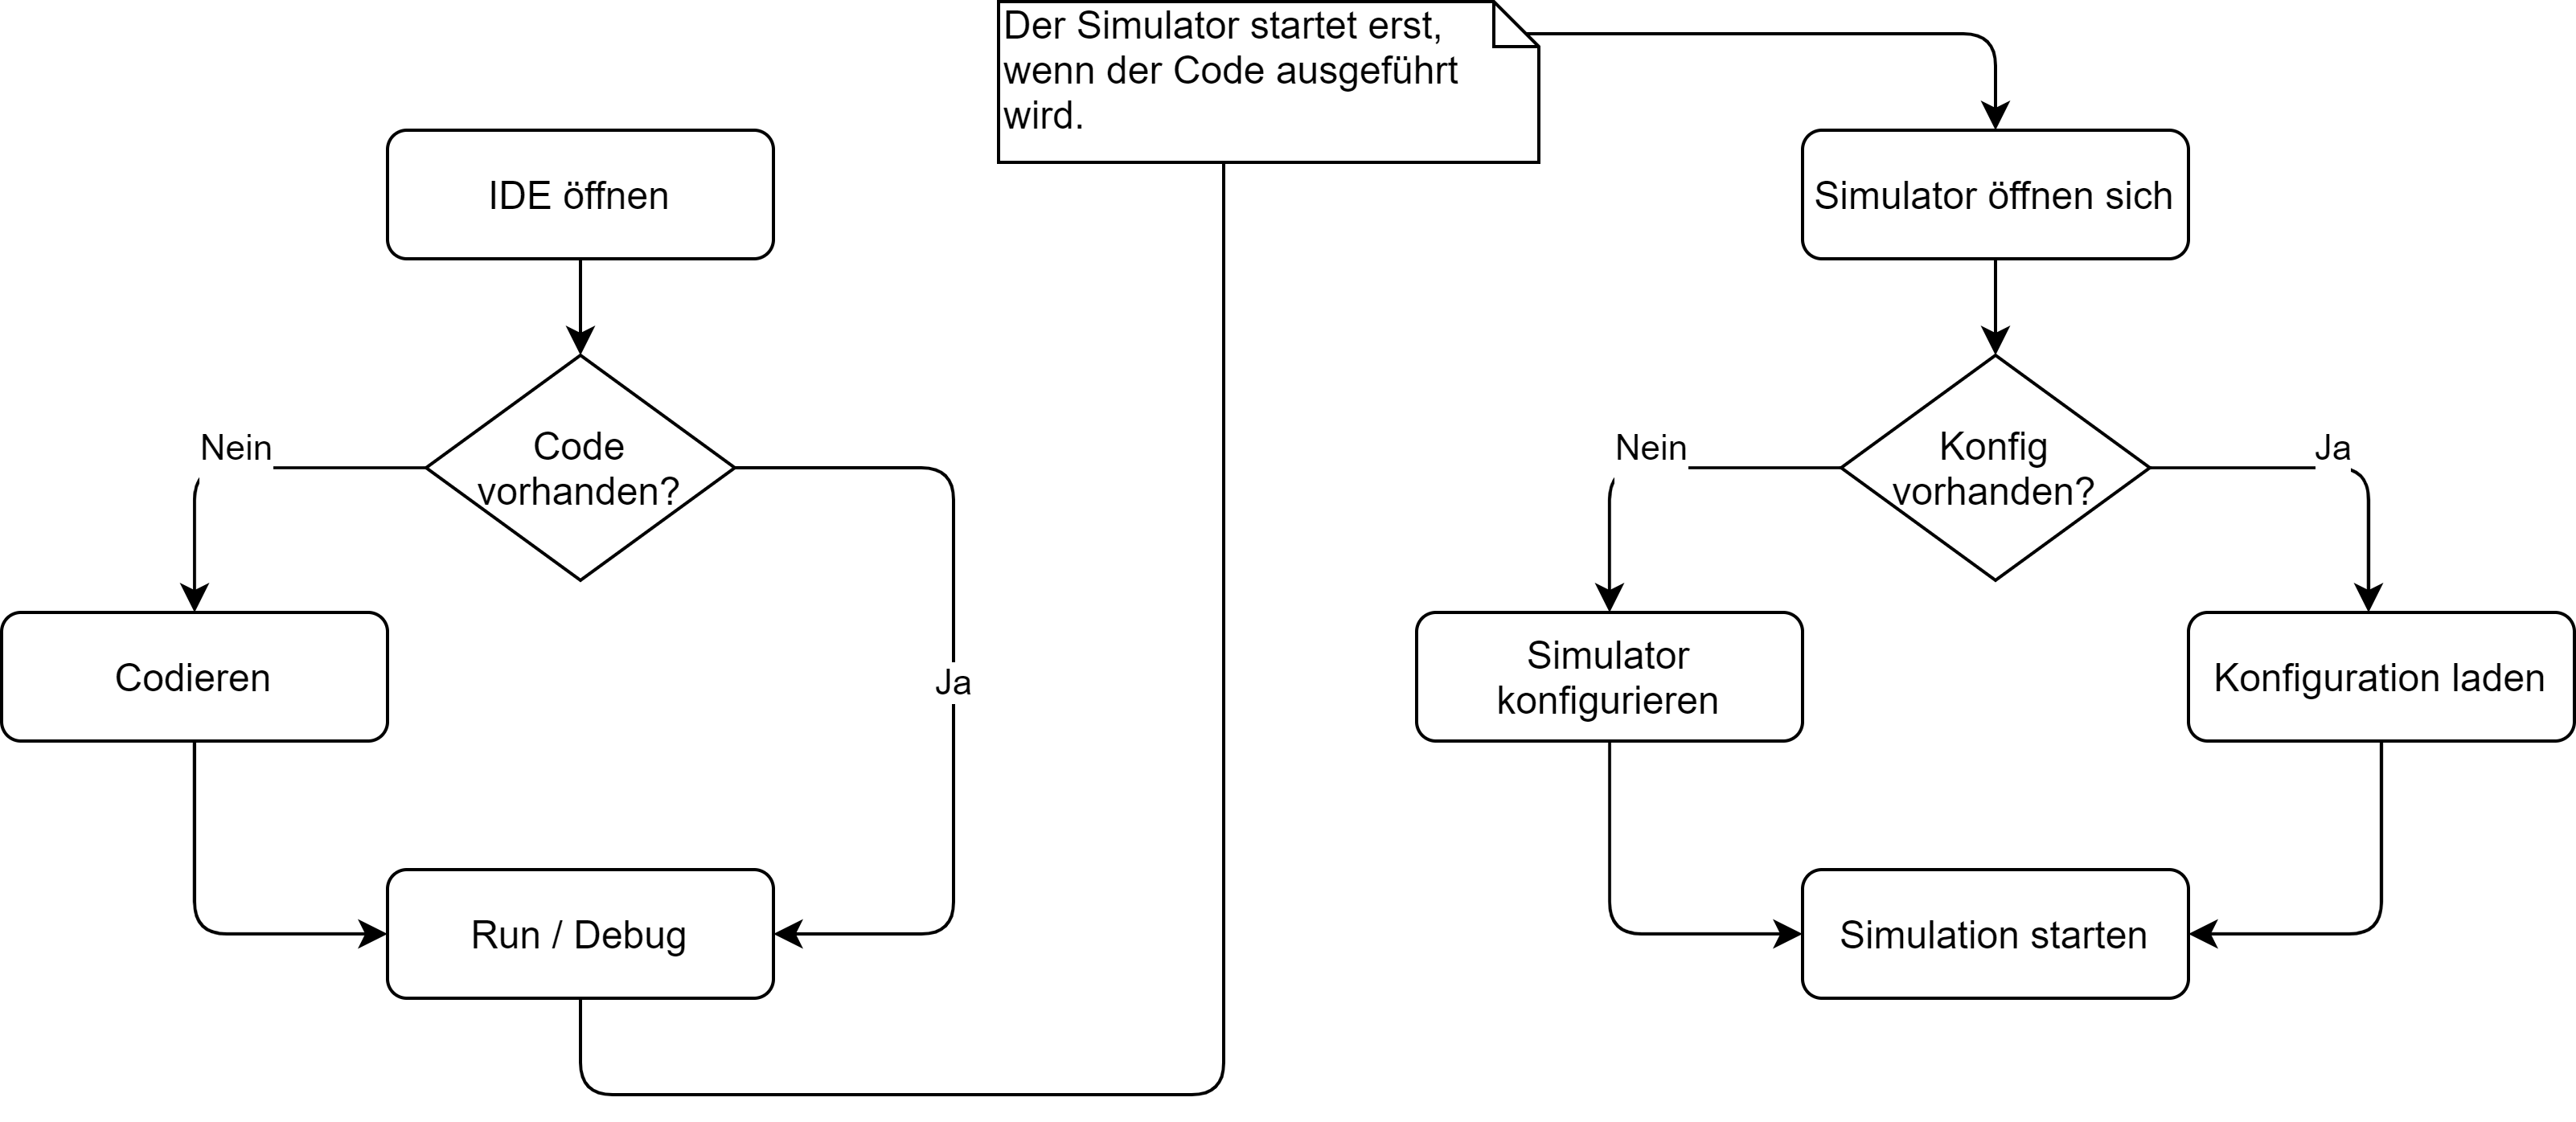 Der Simulator startet erst,
wenn der Code ausgeführt
wird.
IDE öffnen
Code
vorhanden?
Nein
Ja
Codieren
Run / Debug
Simulator öffnen sich
Konfig
vorhanden?
Nein
Ja
Simulator
konfigurieren
Konfiguration laden
Simulation starten